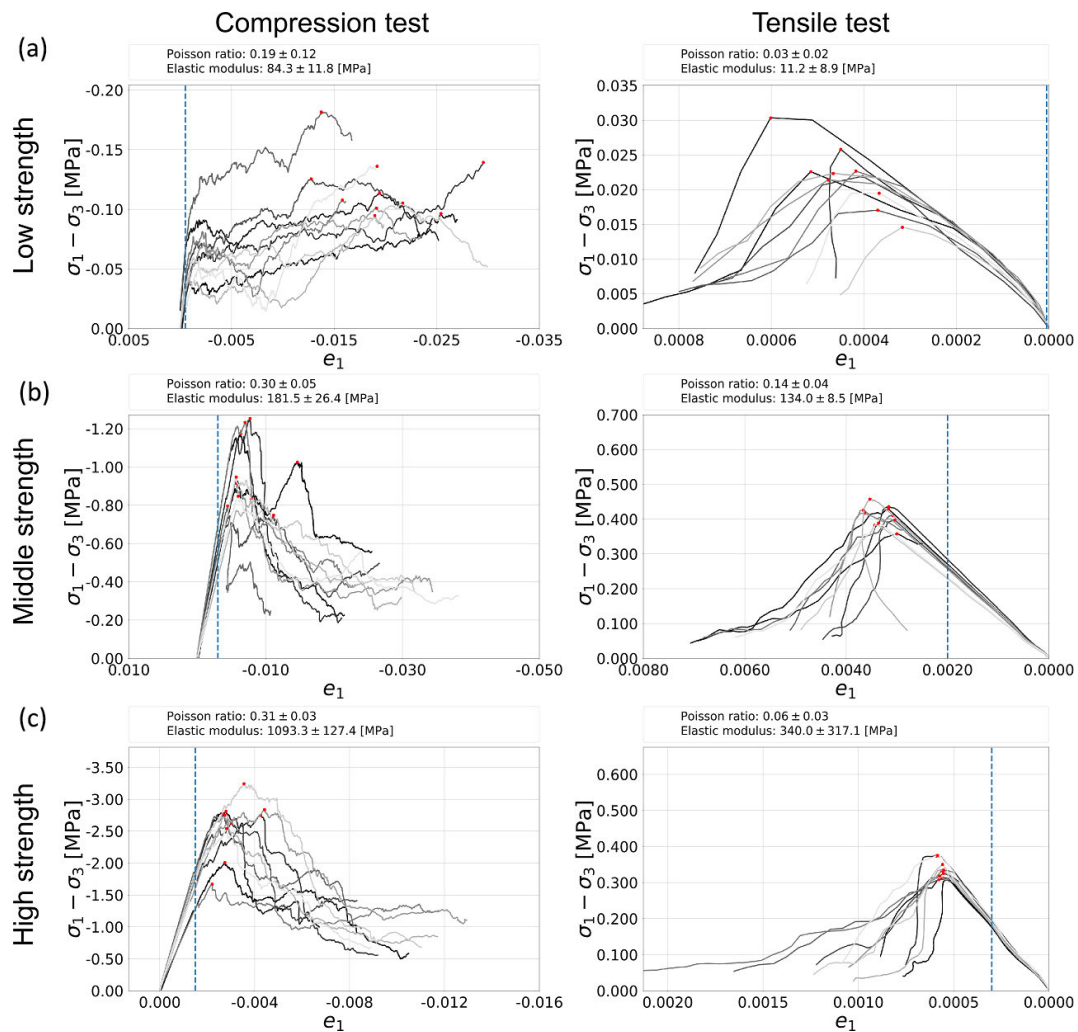 Compression test
Tensile test
(a)
Low strength
Poisson ratio: 0.19 ± 0.12
Elastic modulus: 84.3 ± 11.8 [MPa]
σ₁ − σ₃ [MPa]
-0.20
-0.15
-0.10
-0.05
0.00
0.005 -0.005 -0.015 -0.025 -0.035
e₁
Poisson ratio: 0.03 ± 0.02
Elastic modulus: 11.2 ± 8.9 [MPa]
σ₁ − σ₃ [MPa]
0.035
0.030
0.025
0.020
0.015
0.010
0.005
0.000
0.0008 0.0006 0.0004 0.0002 0.0000
e₁
(b)
Middle strength
Poisson ratio: 0.30 ± 0.05
Elastic modulus: 181.5 ± 26.4 [MPa]
σ₁ − σ₃ [MPa]
-1.20
-1.00
-0.80
-0.60
-0.40
-0.20
0.00
0.010 -0.010 -0.030 -0.050
e₁
Poisson ratio: 0.14 ± 0.04
Elastic modulus: 134.0 ± 8.5 [MPa]
σ₁ − σ₃ [MPa]
0.700
0.600
0.500
0.400
0.300
0.200
0.100
0.000
0.0080 0.0060 0.0040 0.0020 0.0000
e₁
(c)
High strength
Poisson ratio: 0.31 ± 0.03
Elastic modulus: 1093.3 ± 127.4 [MPa]
σ₁ − σ₃ [MPa]
-3.50
-3.00
-2.50
-2.00
-1.50
-1.00
-0.50
0.00
0.000 -0.004 -0.008 -0.012 -0.016
e₁
Poisson ratio: 0.06 ± 0.03
Elastic modulus: 340.0 ± 317.1 [MPa]
σ₁ − σ₃ [MPa]
0.600
0.500
0.400
0.300
0.200
0.100
0.000
0.0020 0.0015 0.0010 0.0005 0.0000
e₁